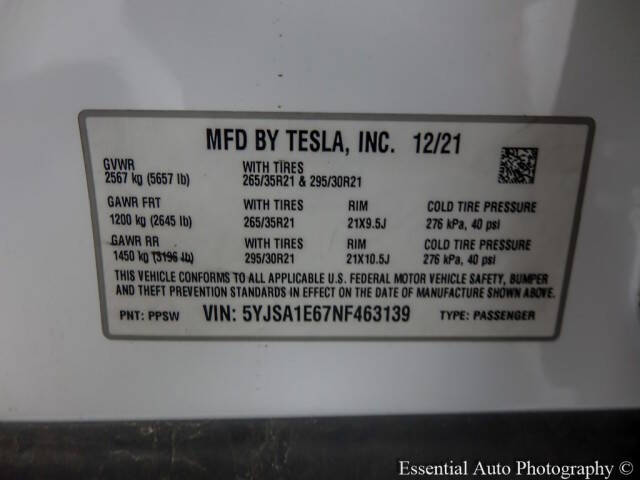 MFD BY TESLA, INC. 12/21
GVWR WITH TIRES
2567 kg (5657 lb) 265/35R21 & 295/30R21
GAWR FRT WITH TIRES RIM COLD TIRE PRESSURE
1200 kg (2645 lb) 265/35R21 21X9.5J 276 kPa, 40 psi
GAWR RR WITH TIRES RIM COLD TIRE PRESSURE
1450 kg (3196 lb) 295/30R21 21X10.5J 276 kPa, 40 psi
THIS VEHICLE CONFORMS TO ALL APPLICABLE U.S. FEDERAL MOTOR VEHICLE SAFETY, BUMPER
AND THEFT PREVENTION STANDARDS IN EFFECT ON THE DATE OF MANUFACTURE SHOWN ABOVE.
PNT: PPSW VIN: 5YJSA1E67NF463139 TYPE: PASSENGER
Essential Auto Photography (c)